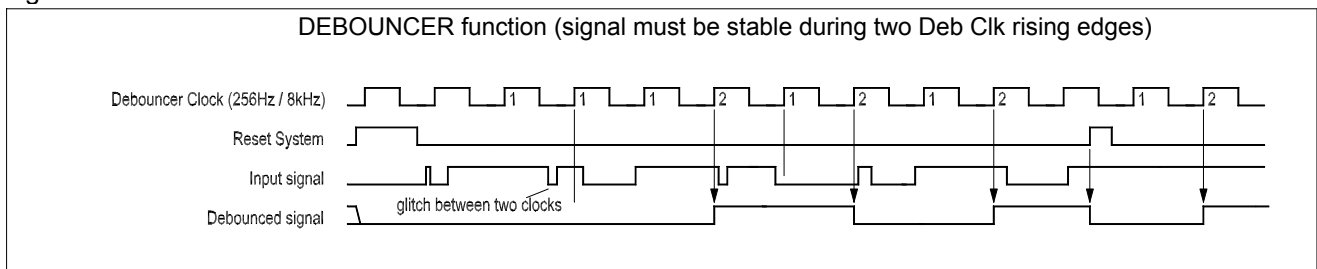 DEBOUNCER function (signal must be stable during two Deb Clk rising edges)
Debouncer Clock (256Hz / 8kHz)
1 1 1 2 1 2 1 2 1 2
Reset System
Input signal
glitch between two clocks
Debounced signal